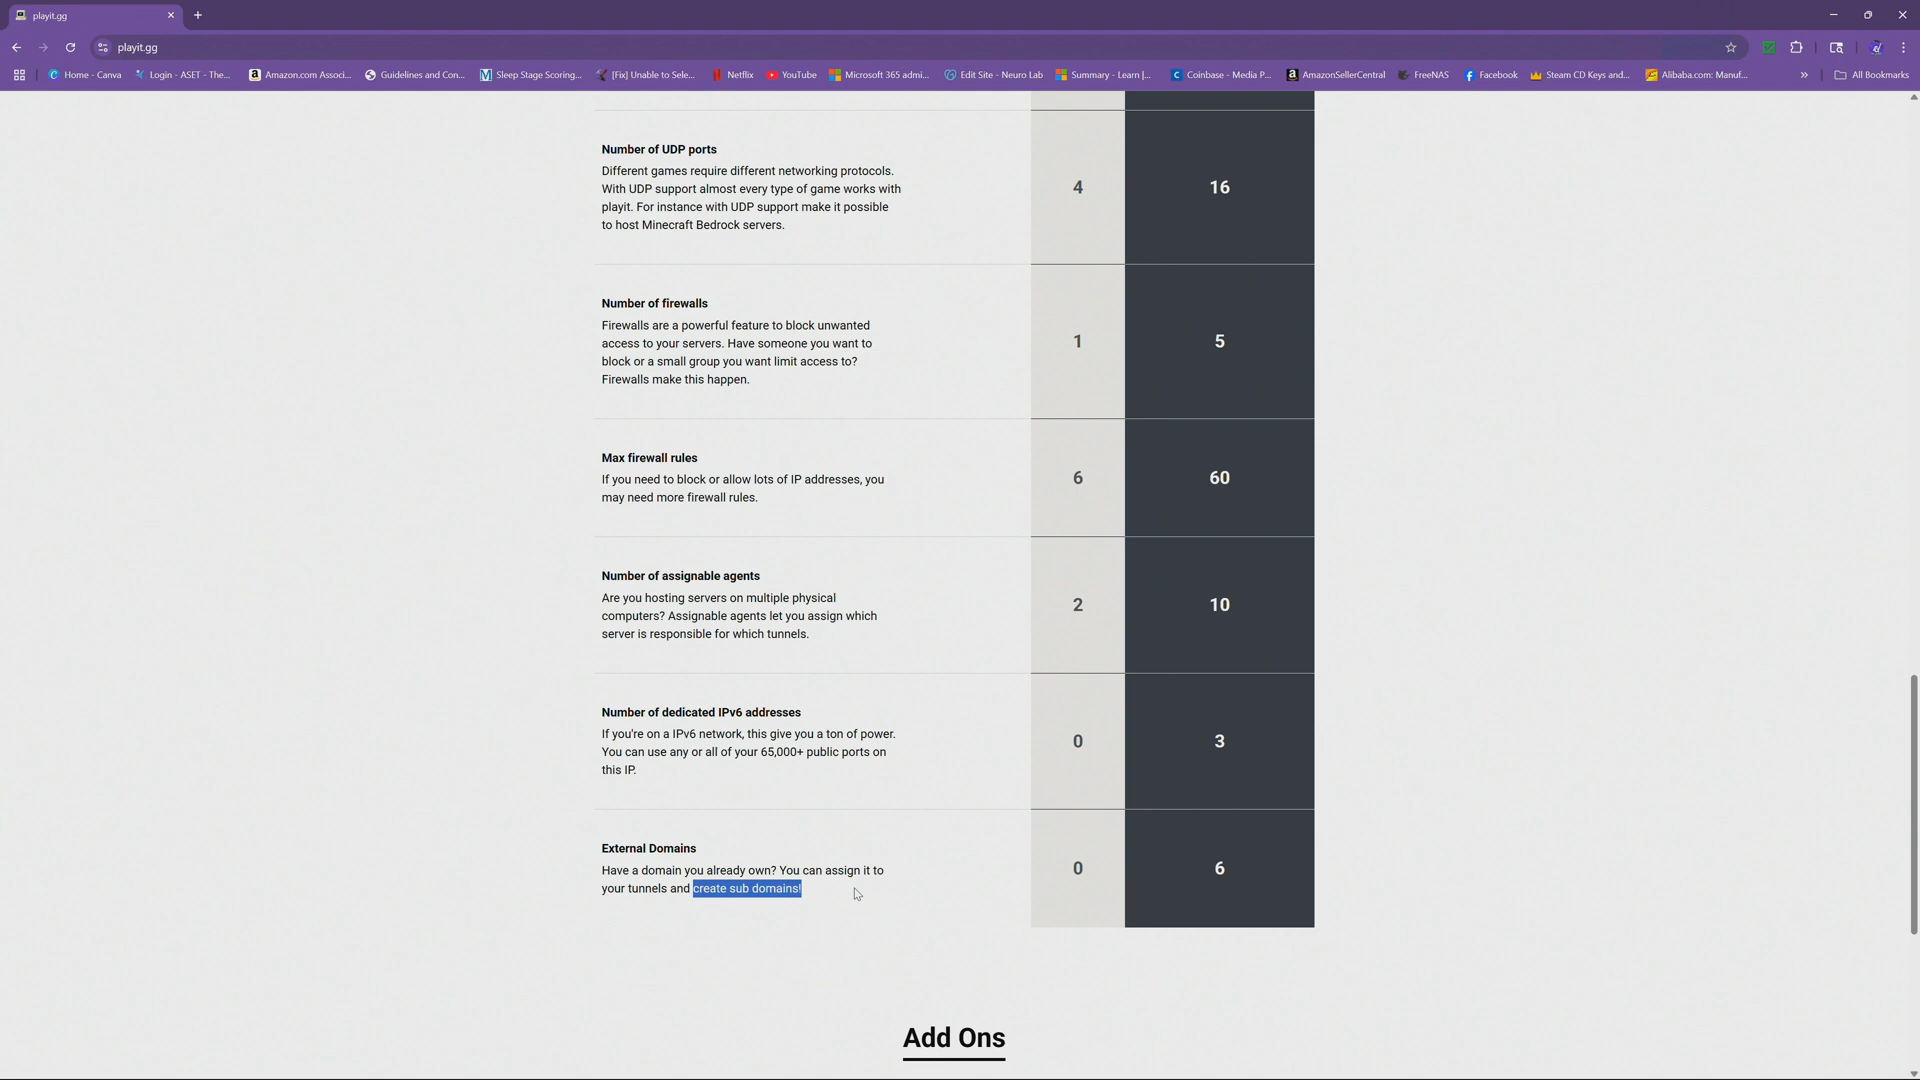 playit.gg
playit.gg
Home - Canva
Login - ASET - The...
Amazon.com Associ...
Guidelines and Con...
Sleep Stage Scoring...
[Fix] Unable to Sele...
Netflix
YouTube
Microsoft 365 admi...
Edit Site - Neuro Lab
Summary - Learn |...
Coinbase - Media P...
AmazonSellerCentral
FreeNAS
Facebook
Steam CD Keys and...
Alibaba.com: Manuf...
»
All Bookmarks
Number of UDP ports
Different games require different networking protocols.
With UDP support almost every type of game works with
playit. For instance with UDP support make it possible
to host Minecraft Bedrock servers.
4
16
Number of firewalls
Firewalls are a powerful feature to block unwanted
access to your servers. Have someone you want to
block or a small group you want limit access to?
Firewalls make this happen.
1
5
Max firewall rules
If you need to block or allow lots of IP addresses, you
may need more firewall rules.
6
60
Number of assignable agents
Are you hosting servers on multiple physical
computers? Assignable agents let you assign which
server is responsible for which tunnels.
2
10
Number of dedicated IPv6 addresses
If you're on a IPv6 network, this give you a ton of power.
You can use any or all of your 65,000+ public ports on
this IP.
0
3
External Domains
Have a domain you already own? You can assign it to
your tunnels and create sub domains!
0
6
Add Ons